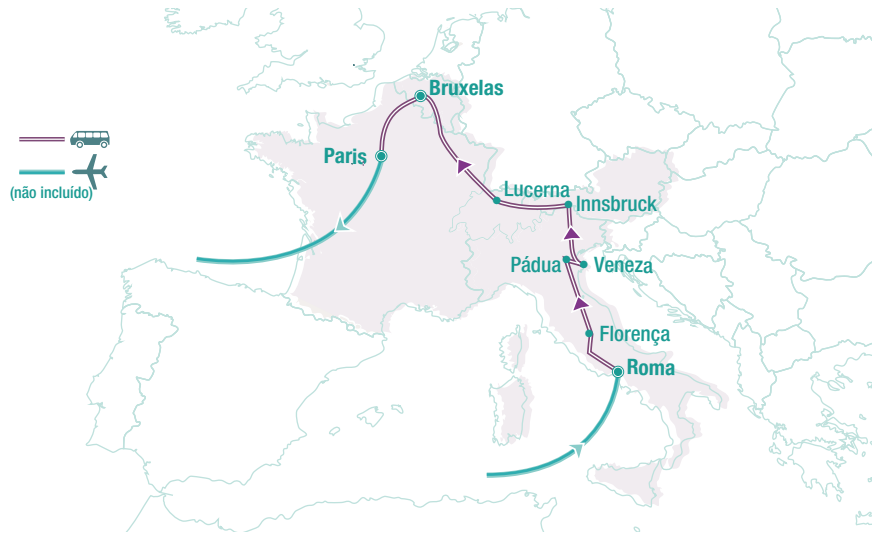 Bruxelas
Paris
(não incluído)
Lucerna
Innsbruck
Pádua
Veneza
Florença
Roma